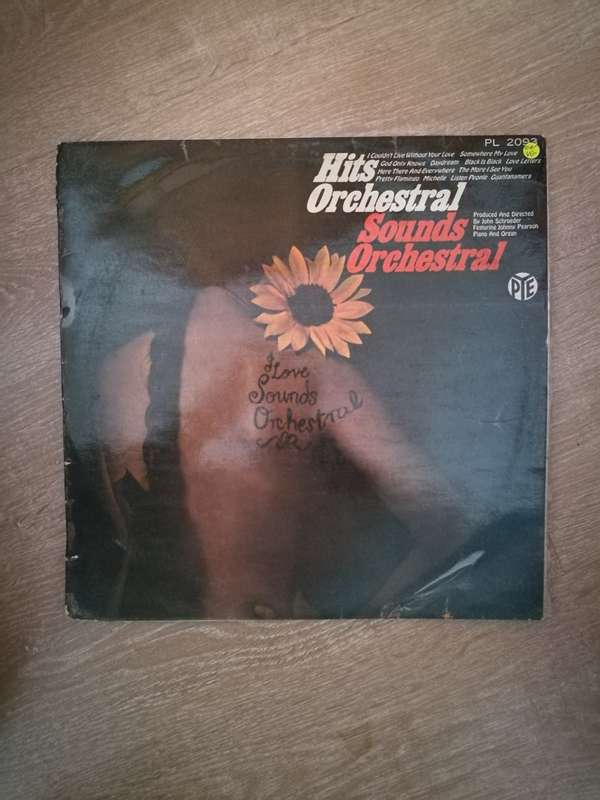 PL 2093
I Couldn't Live Without Your Love Somewhere My Love
God Only Knows Daydream Black Is Black Love Letters
Here There And Everywhere The More I See You
Pretty Flamingo Michelle Listen People Guantanamera
Hits
Orchestral
Sounds
Orchestral
Produced And Directed
By John Schroeder
Featuring Johnny Pearson
Piano And Organ
PYE
I Love
Sounds
Orchestral